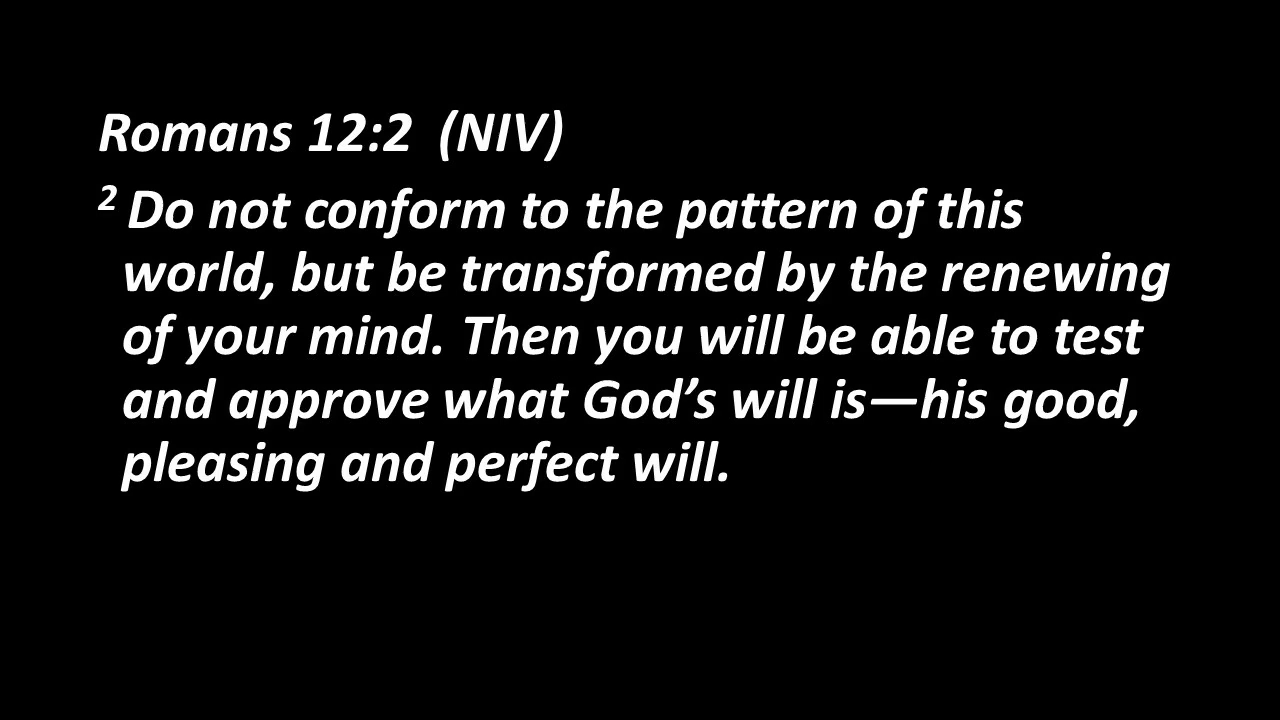 Romans 12:2  (NIV)
2 Do not conform to the pattern of this
world, but be transformed by the renewing
of your mind. Then you will be able to test
and approve what God’s will is—his good,
pleasing and perfect will.